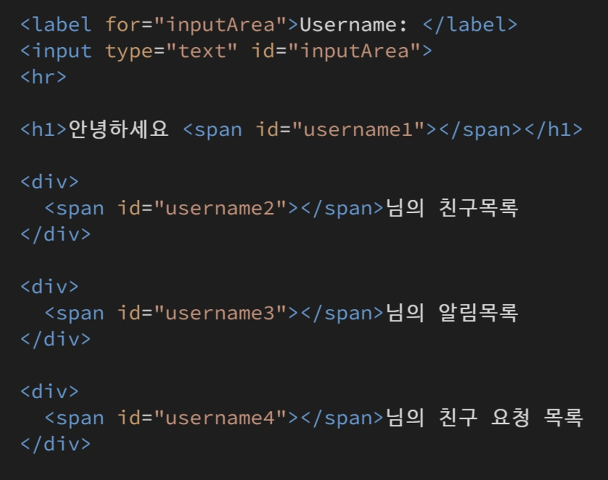 <label for="inputArea">Username: </label>
<input type="text" id="inputArea">
<hr>
<h1>안녕하세요 <span id="username1"></span></h1>
<div>
  <span id="username2"></span>님의 친구목록
</div>
<div>
  <span id="username3"></span>님의 알림목록
</div>
<div>
  <span id="username4"></span>님의 친구 요청 목록
</div>